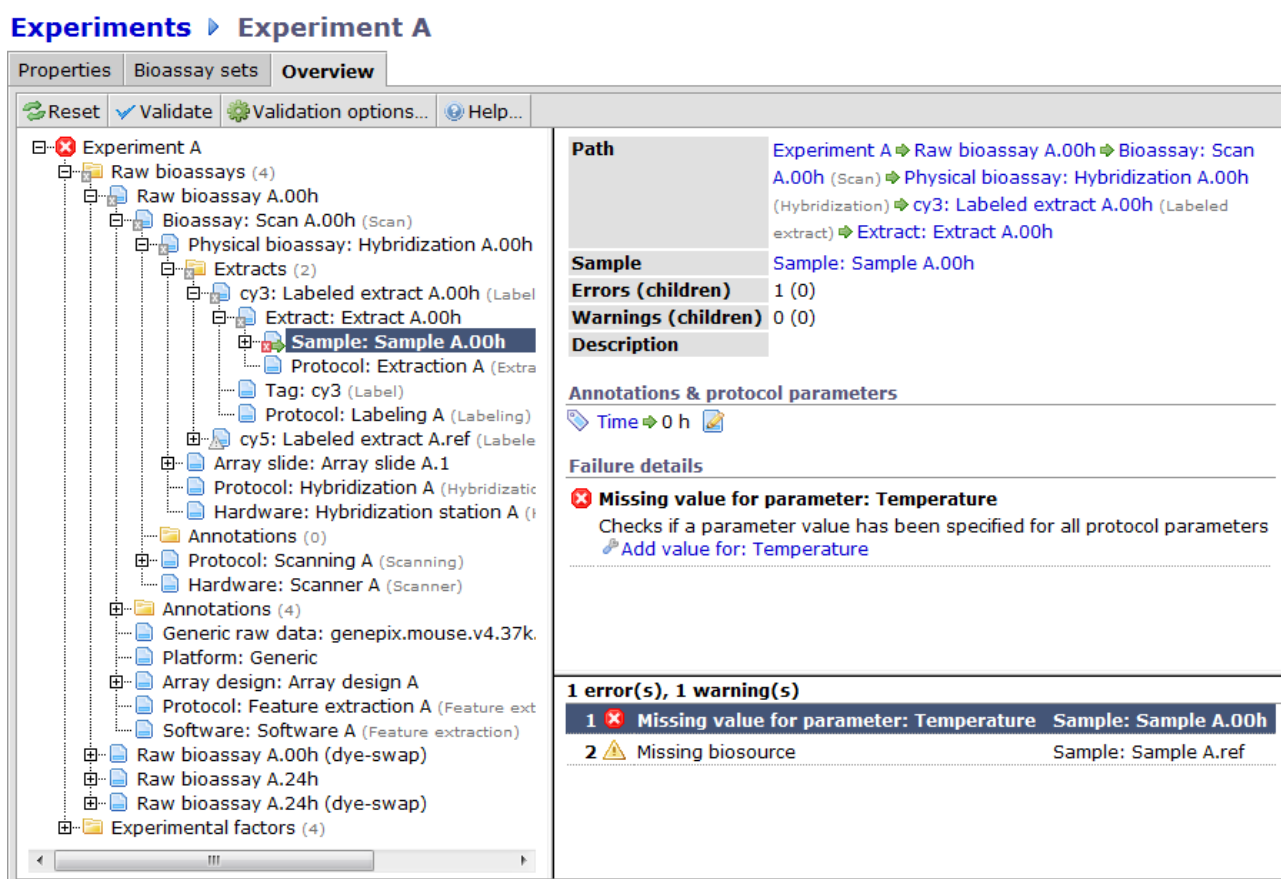 Experiments Experiment A
Properties Bioassay sets Overview
Reset Validate Validation options... Help...
Experiment A
Raw bioassays (4)
Raw bioassay A.00h
Bioassay: Scan A.00h (Scan)
Physical bioassay: Hybridization A.00h
Extracts (2)
cy3: Labeled extract A.00h (Label
Extract: Extract A.00h
Sample: Sample A.00h
Protocol: Extraction A (Extra
Tag: cy3 (Label)
Protocol: Labeling A (Labeling)
cy5: Labeled extract A.ref (Labele
Array slide: Array slide A.1
Protocol: Hybridization A (Hybridizatic
Hardware: Hybridization station A (
Annotations (0)
Protocol: Scanning A (Scanning)
Hardware: Scanner A (Scanner)
Annotations (4)
Generic raw data: genepix.mouse.v4.37k.
Platform: Generic
Array design: Array design A
Protocol: Feature extraction A (Feature ext
Software: Software A (Feature extraction)
Raw bioassay A.00h (dye-swap)
Raw bioassay A.24h
Raw bioassay A.24h (dye-swap)
Experimental factors (4)
Path Experiment A Raw bioassay A.00h Bioassay: Scan
A.00h (Scan) Physical bioassay: Hybridization A.00h
(Hybridization) cy3: Labeled extract A.00h (Labeled
extract) Extract: Extract A.00h
Sample Sample: Sample A.00h
Errors (children) 1 (0)
Warnings (children) 0 (0)
Description
Annotations & protocol parameters
Time 0 h
Failure details
Missing value for parameter: Temperature
Checks if a parameter value has been specified for all protocol parameters
Add value for: Temperature
1 error(s), 1 warning(s)
1 Missing value for parameter: Temperature Sample: Sample A.00h
2 Missing biosource Sample: Sample A.ref